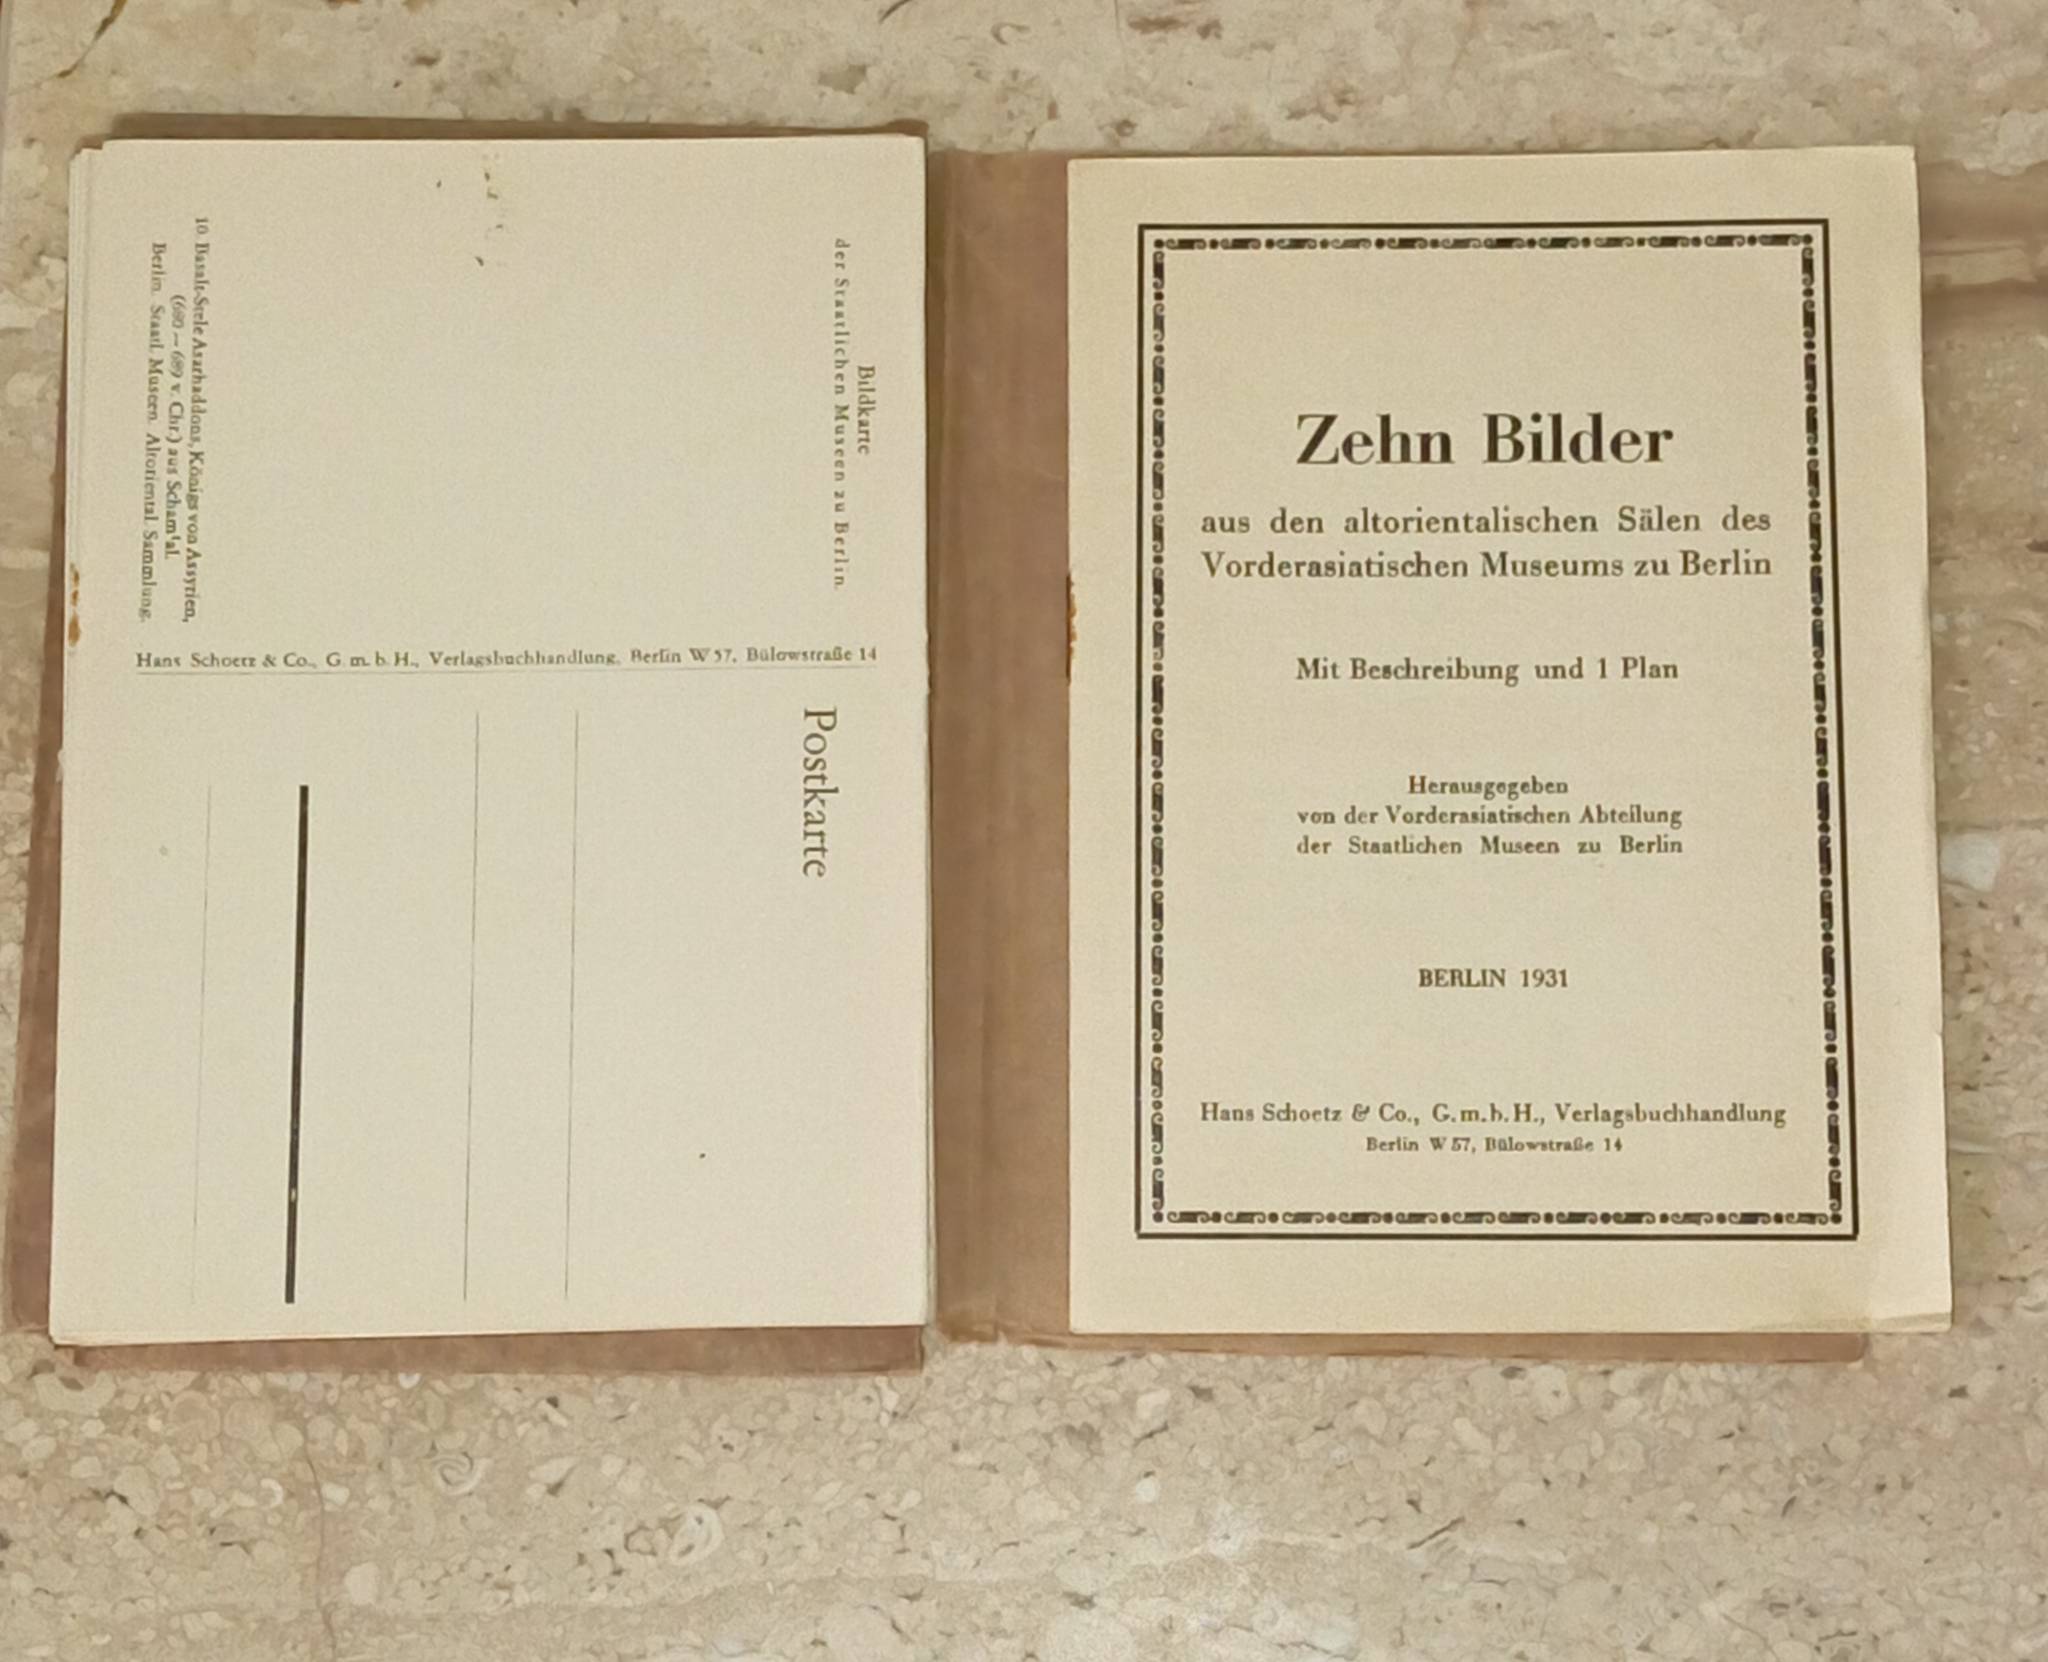 Bildkarte
der Staatlichen Museen zu Berlin.
10. Basalt-Stele Asarhaddons, Königs von Assyrien,
(680 – 669 v. Chr.) aus Scham'al.
Berlin. Staatl. Museen. Altoriental. Sammlung.
Hans Schoetz & Co., G. m. b. H., Verlagsbuchhandlung, Berlin W 57, Bülowstraße 14
Postkarte
Zehn Bilder
aus den altorientalischen Sälen des
Vorderasiatischen Museums zu Berlin
Mit Beschreibung und 1 Plan
Herausgegeben
von der Vorderasiatischen Abteilung
der Staatlichen Museen zu Berlin
BERLIN 1931
Hans Schoetz & Co., G. m. b. H., Verlagsbuchhandlung
Berlin W 57, Bülowstraße 14